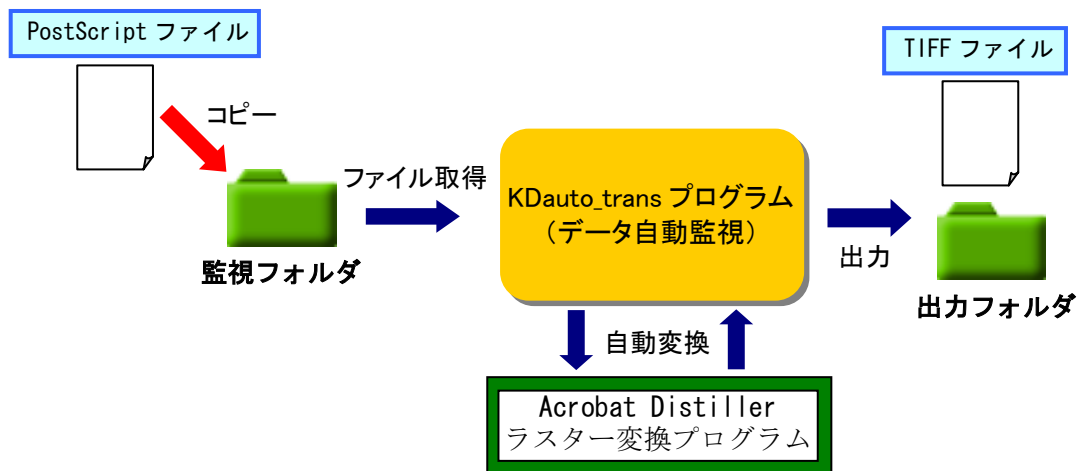 PostScript ファイル
コピー
監視フォルダ
ファイル取得
KDauto_trans プログラム
（データ自動監視）
自動変換
Acrobat Distiller
ラスター変換プログラム
出力
TIFF ファイル
出力フォルダ